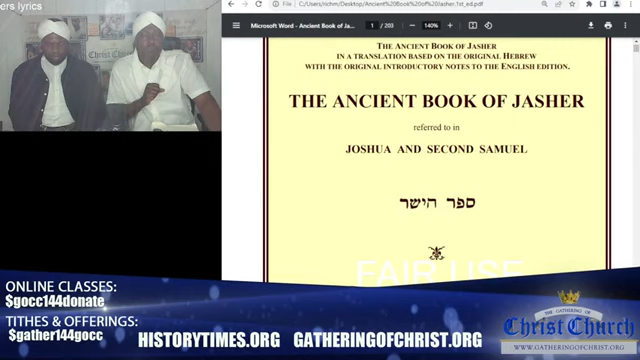 ers lyrics
File | C:/Users/nchm/Desktop/Ancient%20Book%20of%20Jasher.1st_ed.pdf
Microsoft Word - Ancient Book of Ja...
1 / 203
140%
THE ANCIENT BOOK OF JASHER
IN A TRANSLATION BASED ON THE ORIGINAL HEBREW
WITH THE ORIGINAL INTRODUCTORY NOTES TO THE ENGLISH EDITION.
THE ANCIENT BOOK OF JASHER
referred to in
JOSHUA AND SECOND SAMUEL
ספר הישר
FAIR USE
ONLINE CLASSES:
$gocc144donate
TITHES & OFFERINGS:
$gather144gocc
HISTORYTIMES.ORG GATHERINGOFCHRIST.ORG
THE GATHERING OF
Christ Church
WWW.GATHERINGOFCHRIST.ORG